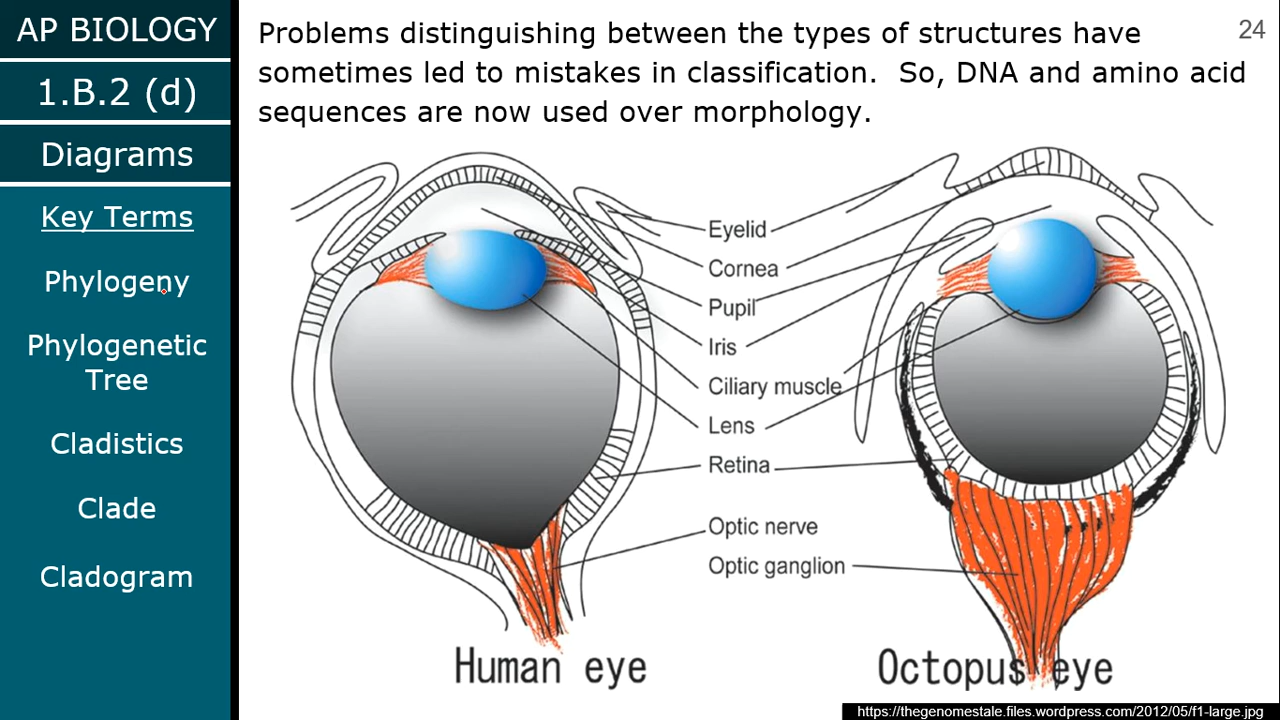 AP BIOLOGY
1.B.2 (d)
Diagrams
Key Terms
Phylogeny
Phylogenetic
Tree
Cladistics
Clade
Cladogram
Problems distinguishing between the types of structures have
sometimes led to mistakes in classification.  So, DNA and amino acid
sequences are now used over morphology.
24
Eyelid
Cornea
Pupil
Iris
Ciliary muscle
Lens
Retina
Optic nerve
Optic ganglion
Human eye
Octopus eye
https://thegenomestale.files.wordpress.com/2012/05/f1-large.jpg